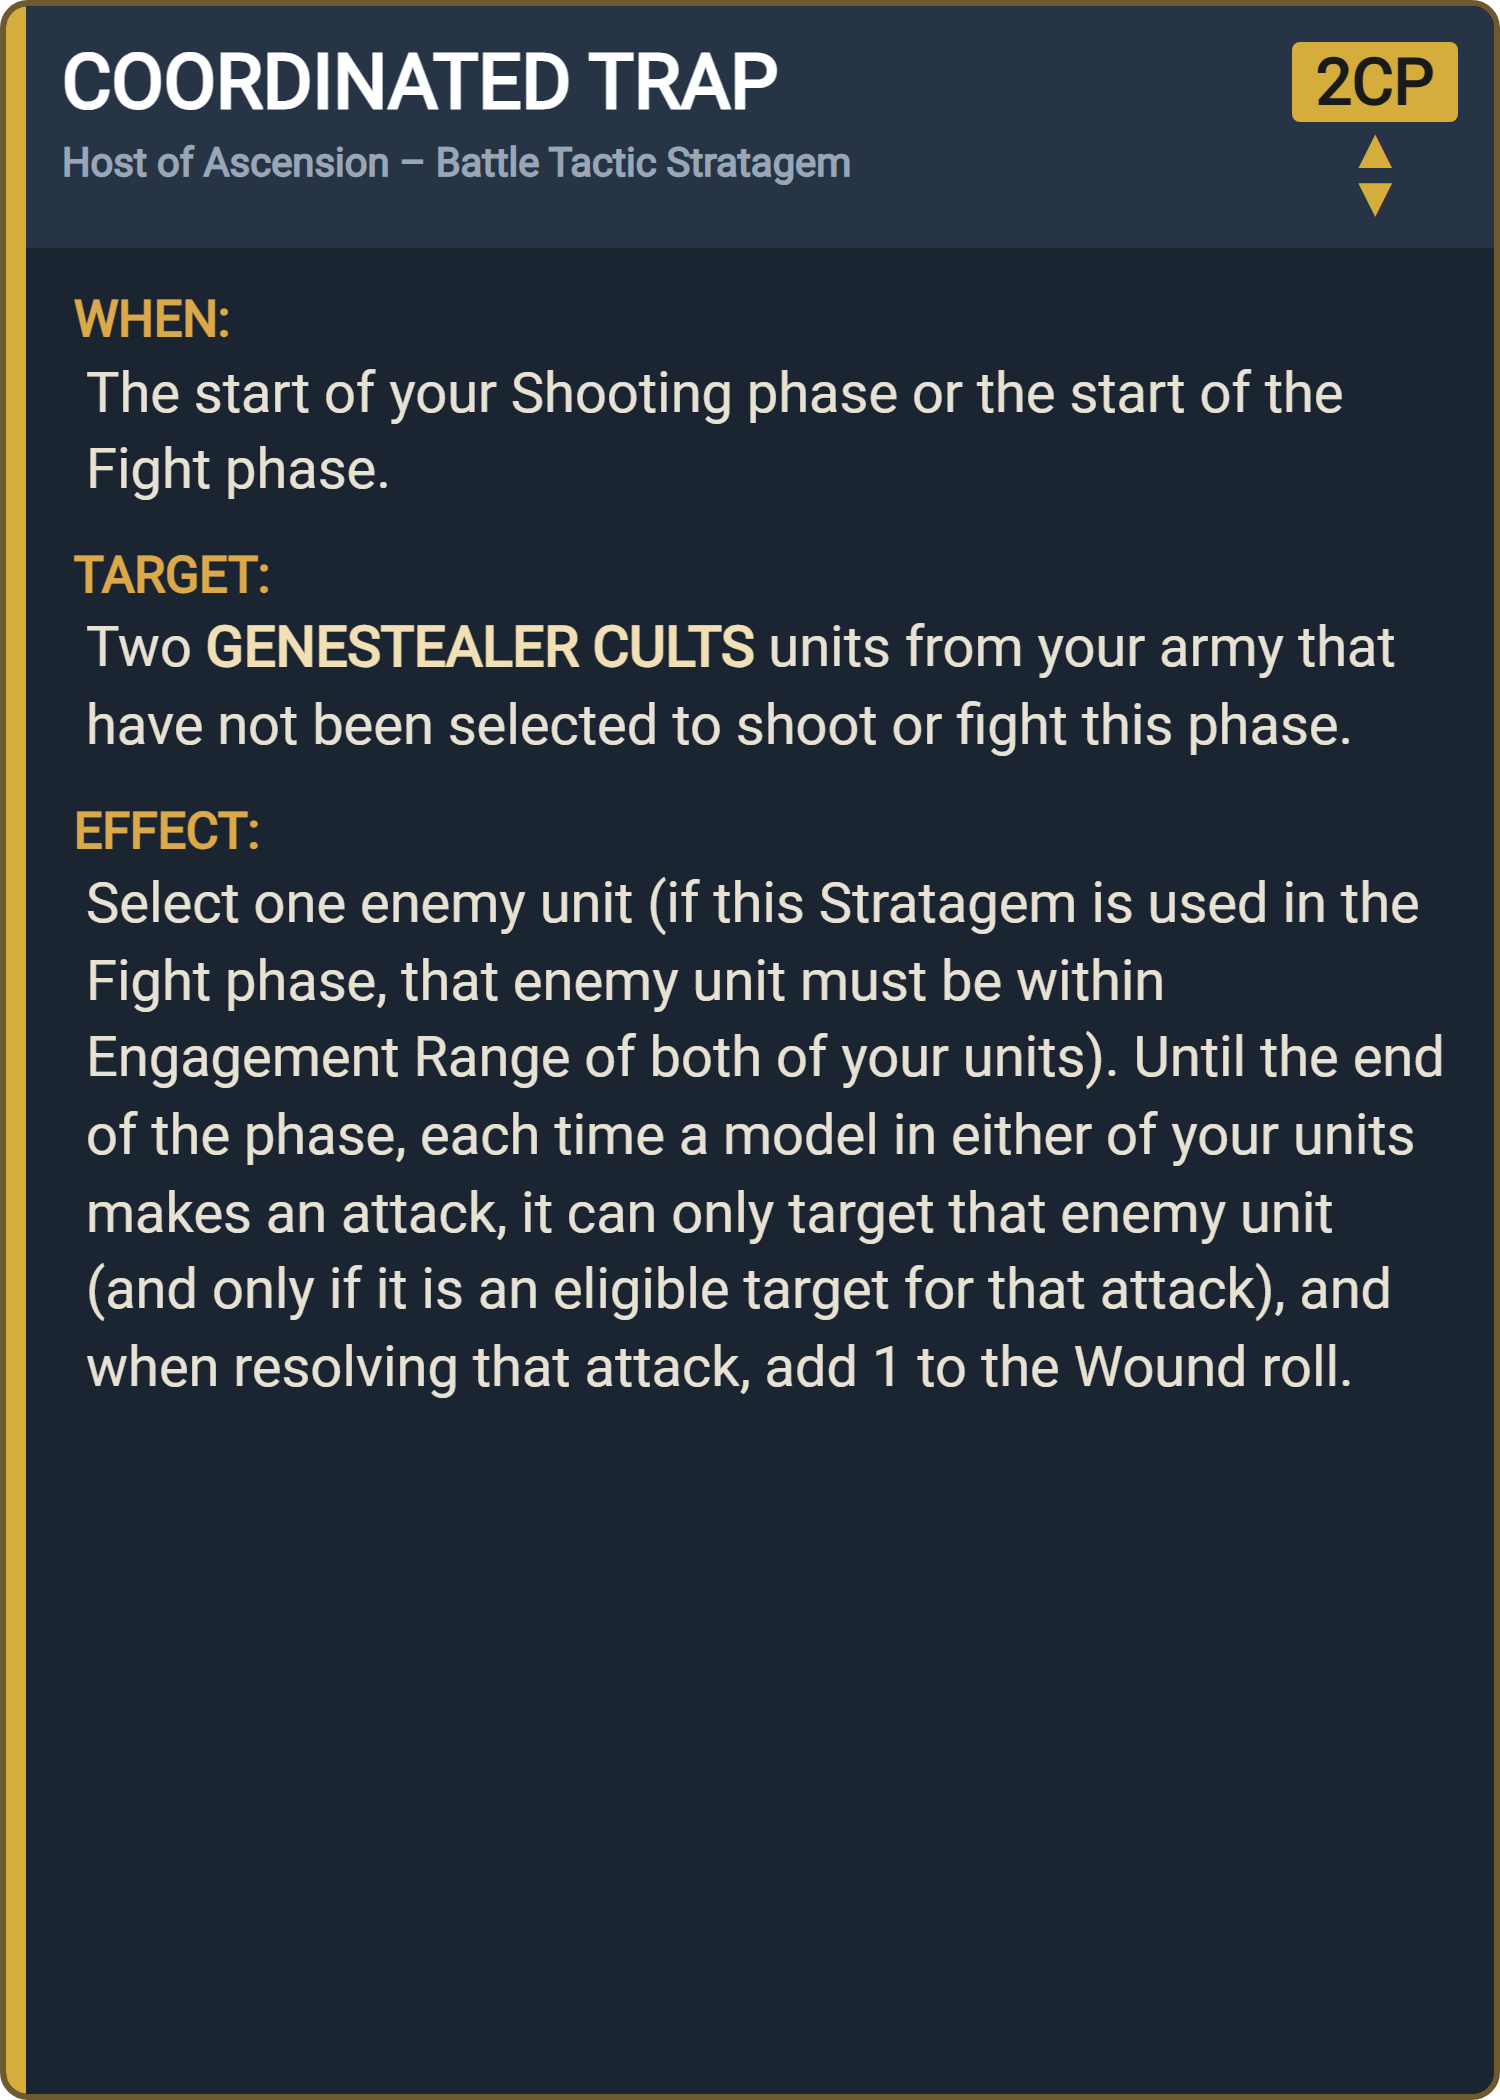 COORDINATED TRAP
2CP
Host of Ascension – Battle Tactic Stratagem
WHEN:
The start of your Shooting phase or the start of the
Fight phase.
TARGET:
Two GENESTEALER CULTS units from your army that
have not been selected to shoot or fight this phase.
EFFECT:
Select one enemy unit (if this Stratagem is used in the
Fight phase, that enemy unit must be within
Engagement Range of both of your units). Until the end
of the phase, each time a model in either of your units
makes an attack, it can only target that enemy unit
(and only if it is an eligible target for that attack), and
when resolving that attack, add 1 to the Wound roll.